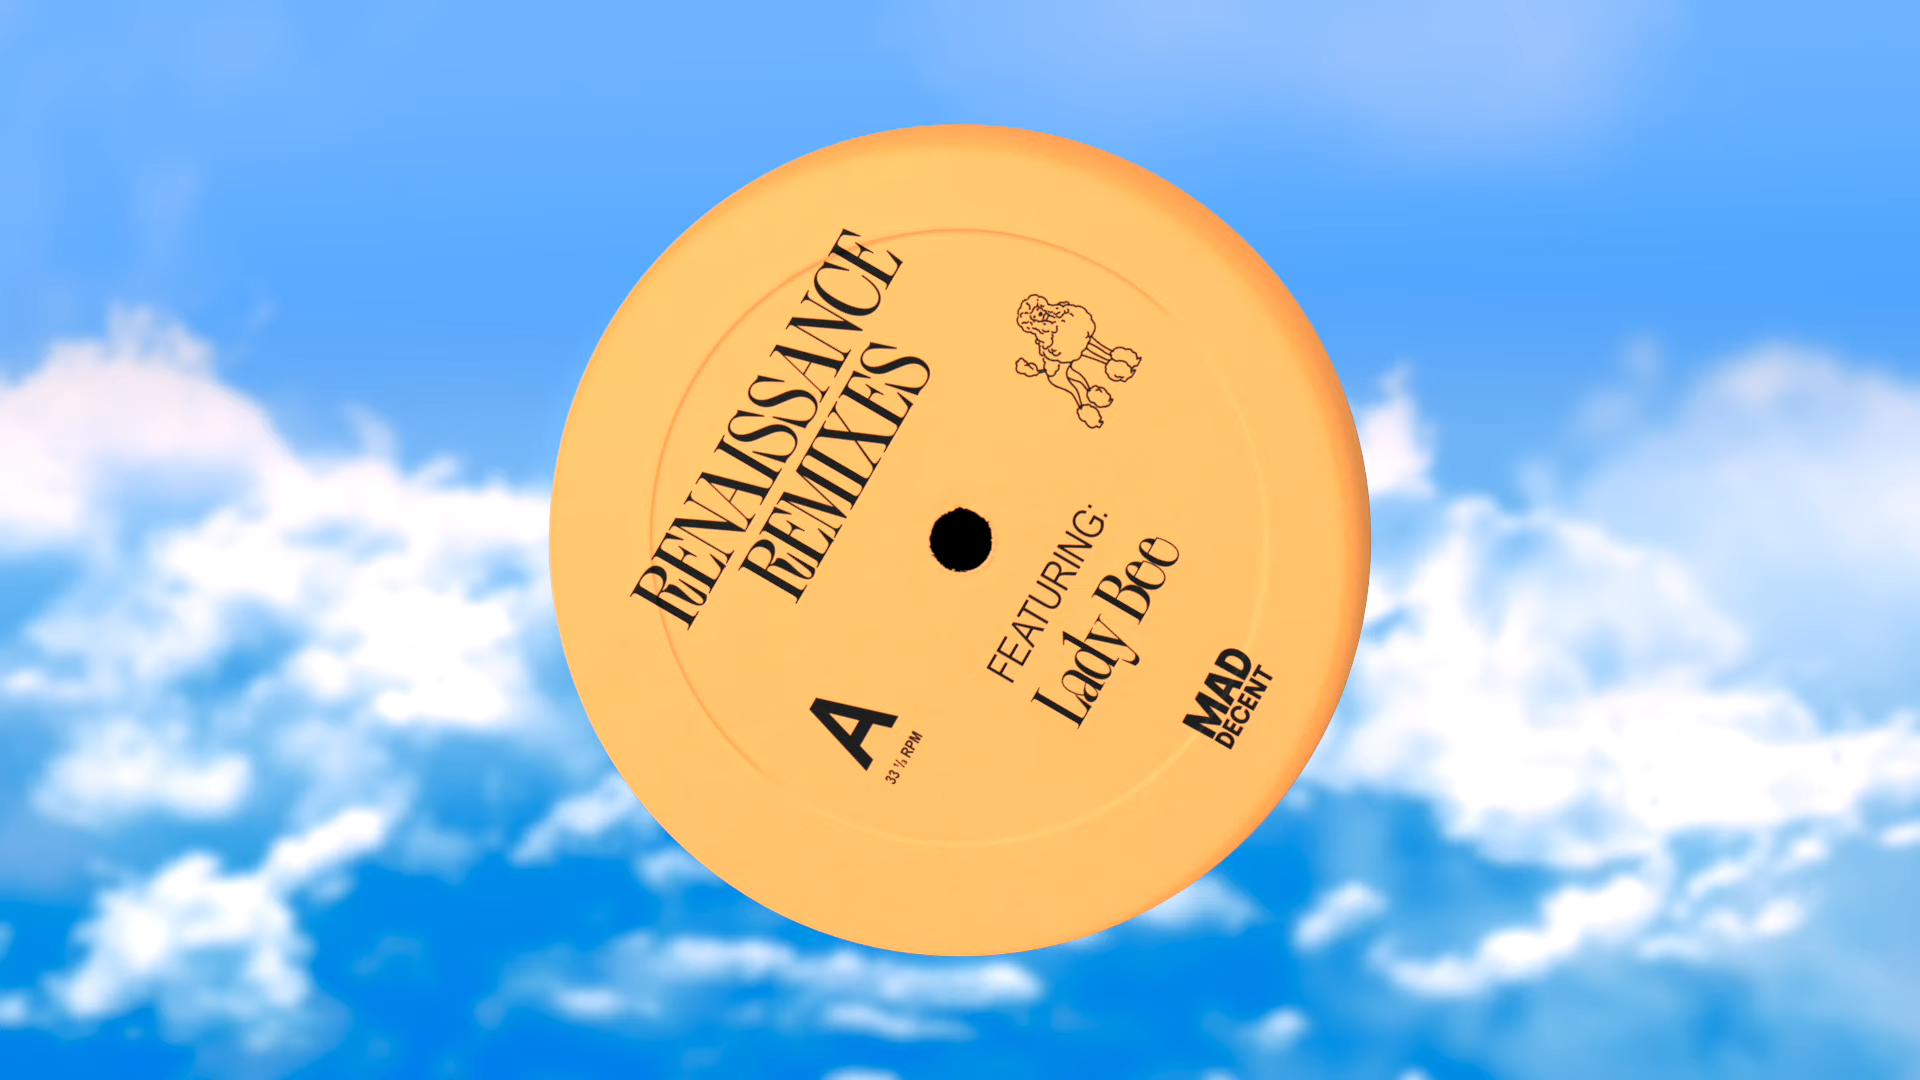 RENAISSANCE
REMIXES
FEATURING:
Lady Bee
A
33 ⅓ RPM
MAD
DECENT